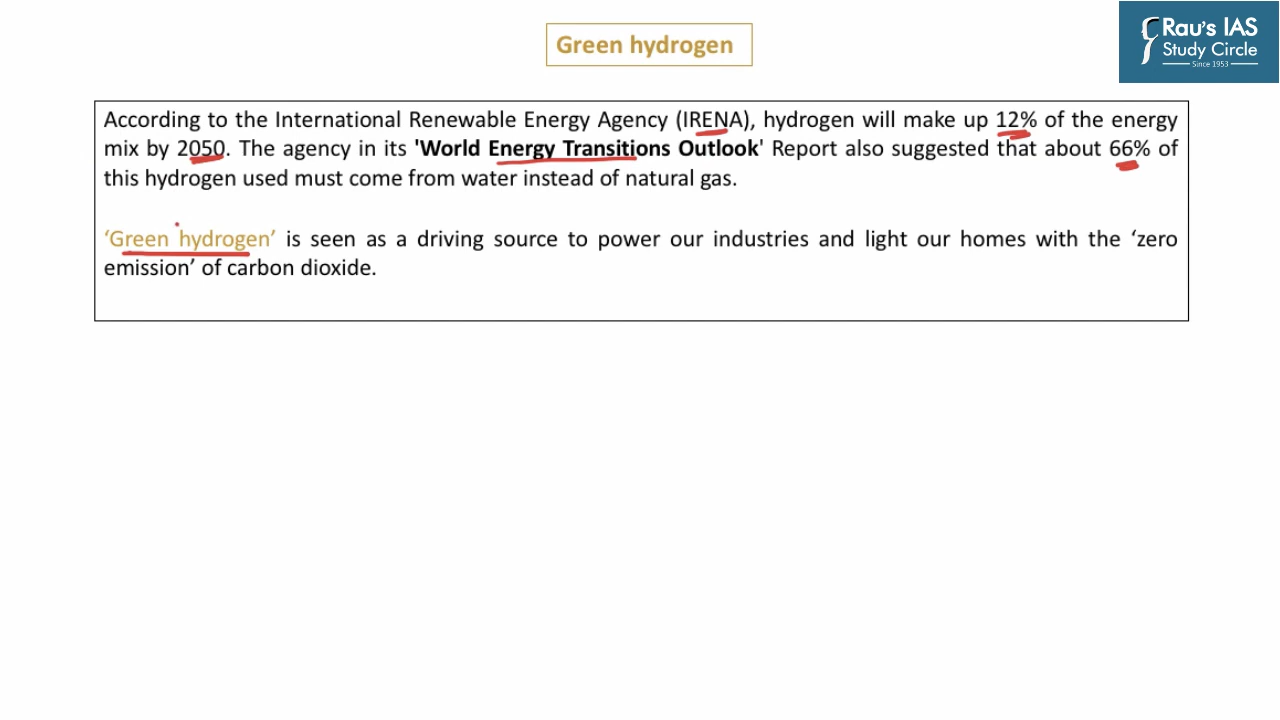 Green hydrogen
Rau's IAS
Study Circle
Since 1953
According to the International Renewable Energy Agency (IRENA), hydrogen will make up 12% of the energy
mix by 2050. The agency in its 'World Energy Transitions Outlook' Report also suggested that about 66% of
this hydrogen used must come from water instead of natural gas.
‘Green hydrogen’ is seen as a driving source to power our industries and light our homes with the ‘zero
emission’ of carbon dioxide.